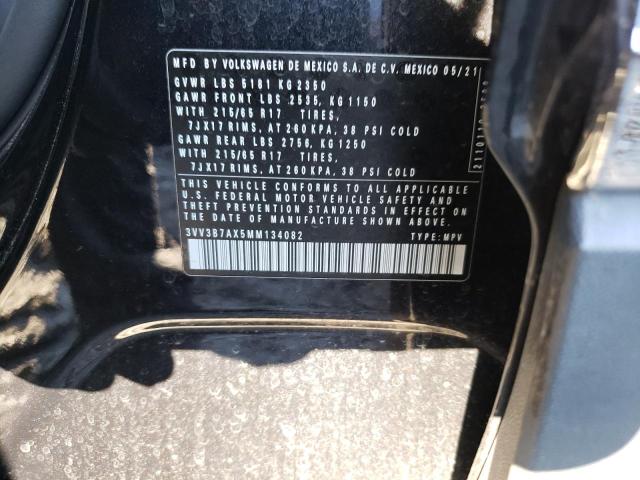 MFD BY VOLKSWAGEN DE MEXICO S.A. DE C.V. MEXICO 05/21
GVWR LBS 5181 KG 2350
GAWR FRONT LBS 2535, KG 1150
WITH 215/65 R17 TIRES,
7JX17 RIMS, AT 260 KPA, 38 PSI COLD
GAWR REAR LBS 2756, KG 1250
WITH 215/65 R17 TIRES,
7JX17 RIMS, AT 260 KPA, 38 PSI COLD
THIS VEHICLE CONFORMS TO ALL APPLICABLE
U.S. FEDERAL MOTOR VEHICLE SAFETY AND
THEFT PREVENTION STANDARDS IN EFFECT ON
THE DATE OF MANUFACTURE SHOWN ABOVE
3VV3B7AX5MM134082 TYPE: MPV